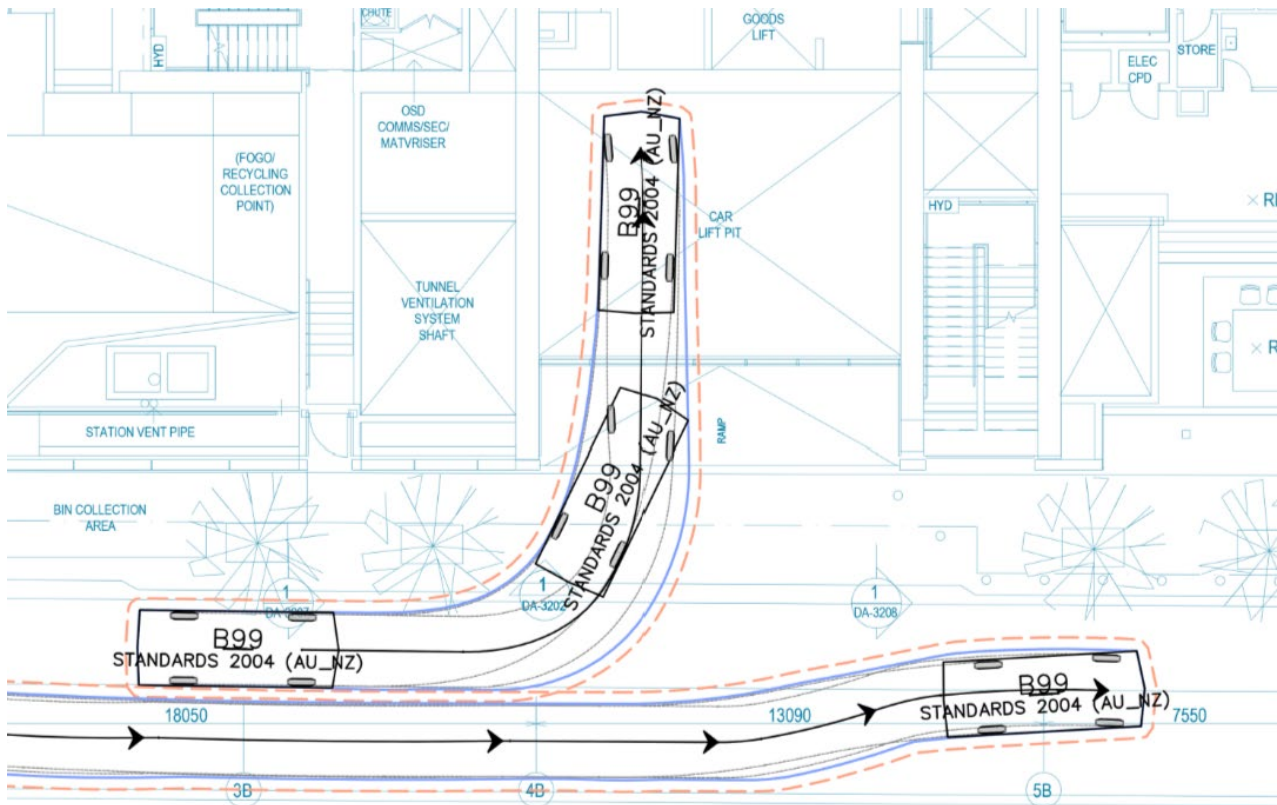 CHUTE
HYD
GOODS
LIFT
STORE
ELEC
CPD
OSD
COMMS/SEC/
MATVRISER
(FOGO/
RECYCLING
COLLECTION
POINT)
B99
STANDARDS 2004 (AU_NZ)
CAR
LIFT PIT
HYD
TUNNEL
VENTILATION
SYSTEM
SHAFT
STATION VENT PIPE
RAMP
B99
STANDARDS 2004 (AU_NZ)
BIN COLLECTION
AREA
1
1
DA-3202
1
DA-3208
B99
STANDARDS 2004 (AU_NZ)
B99
STANDARDS 2004 (AU_NZ)
18050
13090
7550
3B
4B
5B